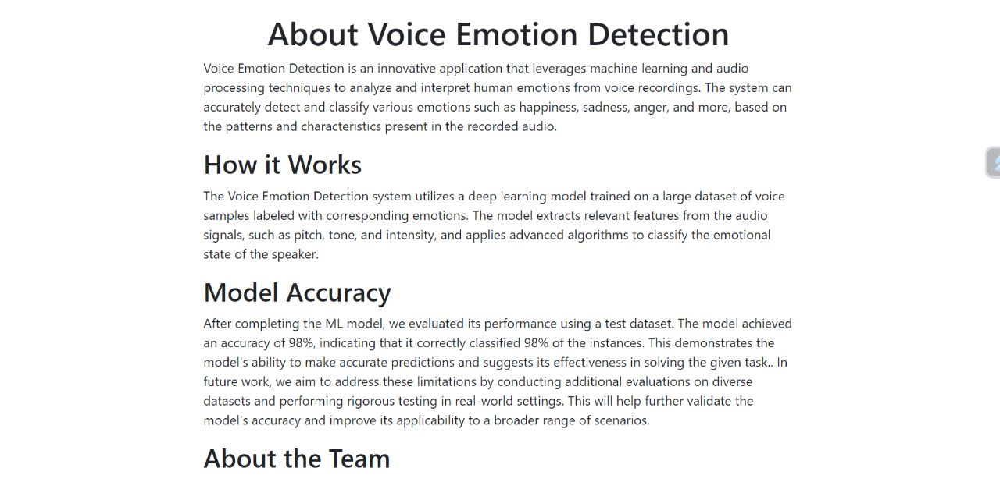 About Voice Emotion Detection
Voice Emotion Detection is an innovative application that leverages machine learning and audio
processing techniques to analyze and interpret human emotions from voice recordings. The system can
accurately detect and classify various emotions such as happiness, sadness, anger, and more, based on
the patterns and characteristics present in the recorded audio.
How it Works
The Voice Emotion Detection system utilizes a deep learning model trained on a large dataset of voice
samples labeled with corresponding emotions. The model extracts relevant features from the audio
signals, such as pitch, tone, and intensity, and applies advanced algorithms to classify the emotional
state of the speaker.
Model Accuracy
After completing the ML model, we evaluated its performance using a test dataset. The model achieved
an accuracy of 98%, indicating that it correctly classified 98% of the instances. This demonstrates the
model's ability to make accurate predictions and suggests its effectiveness in solving the given task.. In
future work, we aim to address these limitations by conducting additional evaluations on diverse
datasets and performing rigorous testing in real-world settings. This will help further validate the
model's accuracy and improve its applicability to a broader range of scenarios.
About the Team